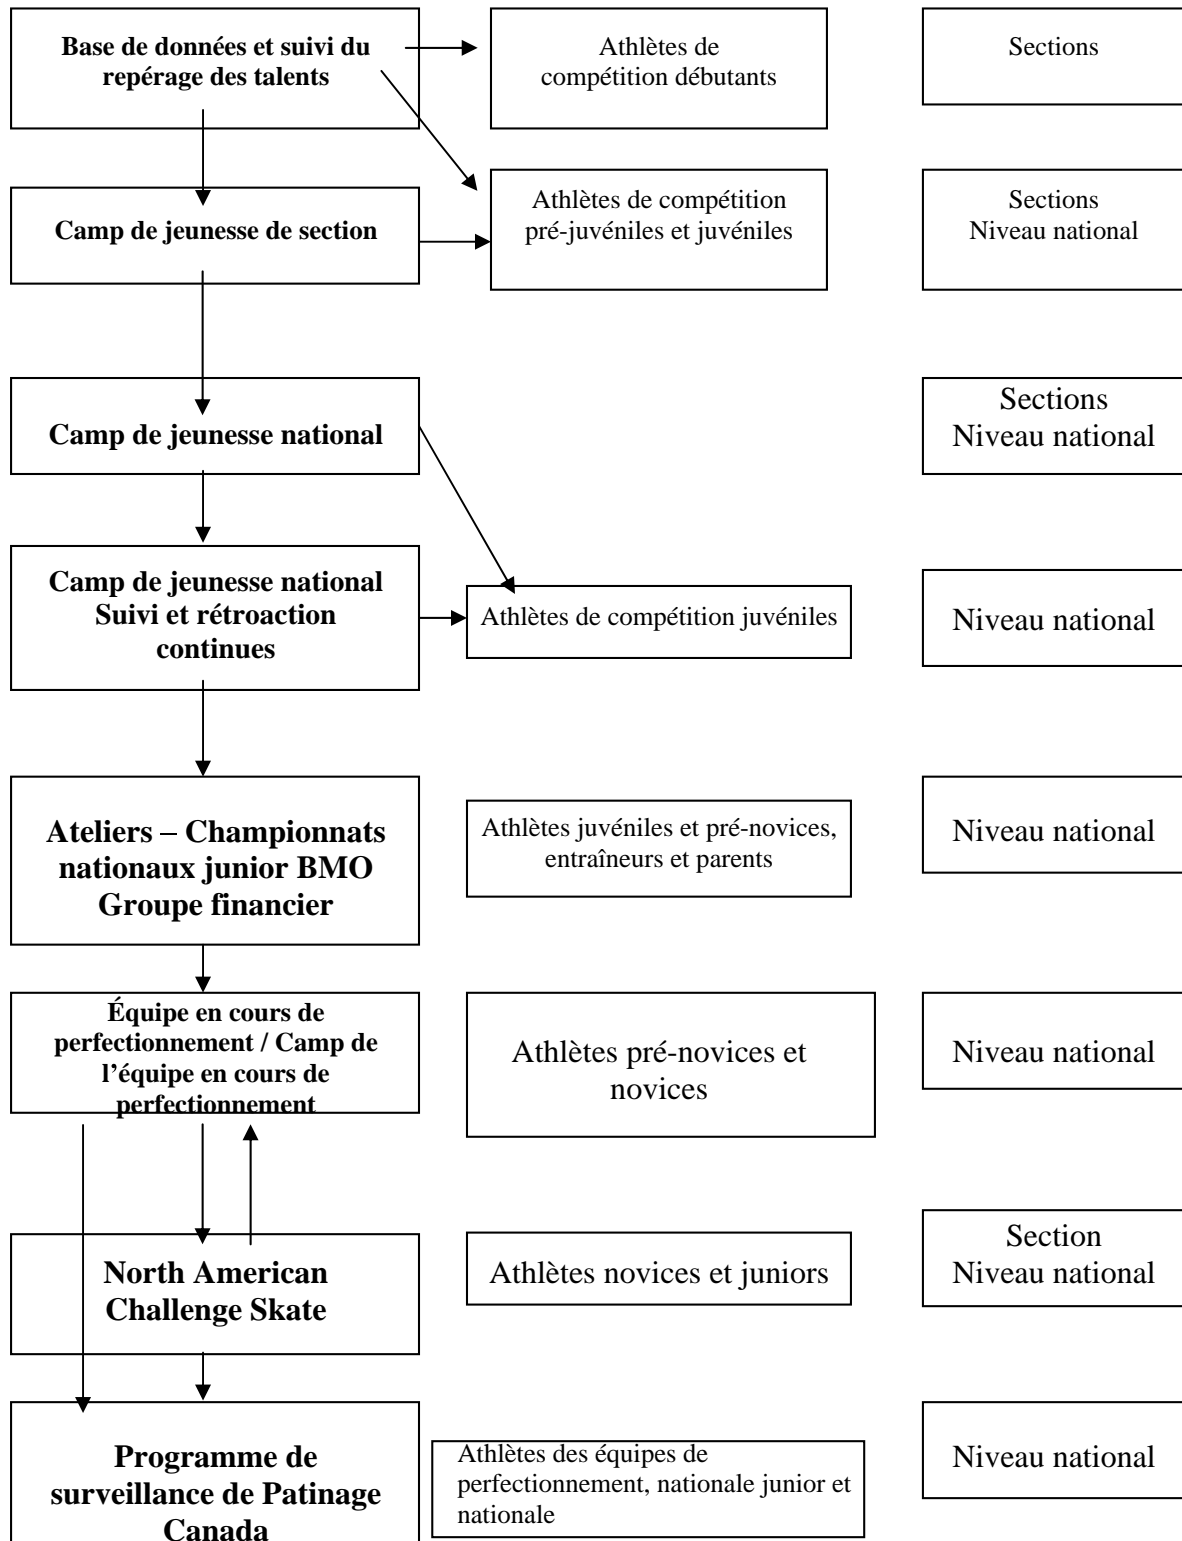 Base de données et suivi du
repérage des talents
Athlètes de
compétition débutants
Sections
Camp de jeunesse de section
Athlètes de compétition
pré-juvéniles et juvéniles
Sections
Niveau national
Camp de jeunesse national
Sections
Niveau national
Camp de jeunesse national
Suivi et rétroaction
continues
Athlètes de compétition juvéniles
Niveau national
Ateliers – Championnats
nationaux junior BMO
Groupe financier
Athlètes juvéniles et pré-novices,
entraîneurs et parents
Niveau national
Équipe en cours de
perfectionnement / Camp de
l’équipe en cours de
perfectionnement
Athlètes pré-novices et
novices
Niveau national
North American
Challenge Skate
Athlètes novices et juniors
Section
Niveau national
Programme de
surveillance de Patinage
Canada
Athlètes des équipes de
perfectionnement, nationale junior et
nationale
Niveau national